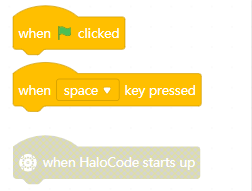 when clicked
when space key pressed
when HaloCode starts up